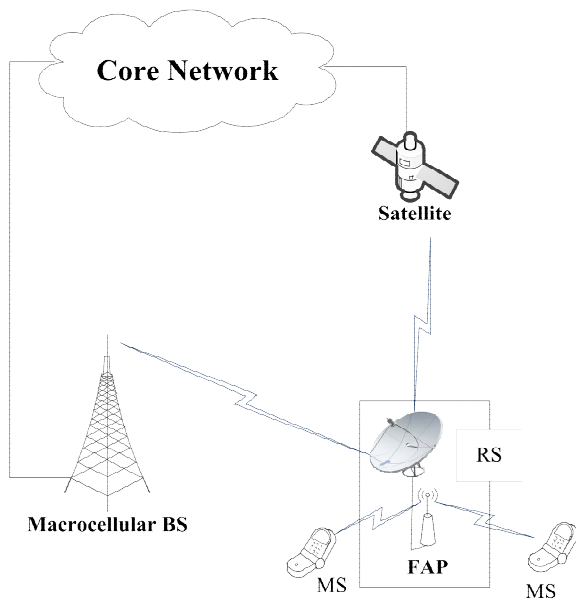 Core Network
Satellite
RS
Macrocellular BS
FAP
MS
MS